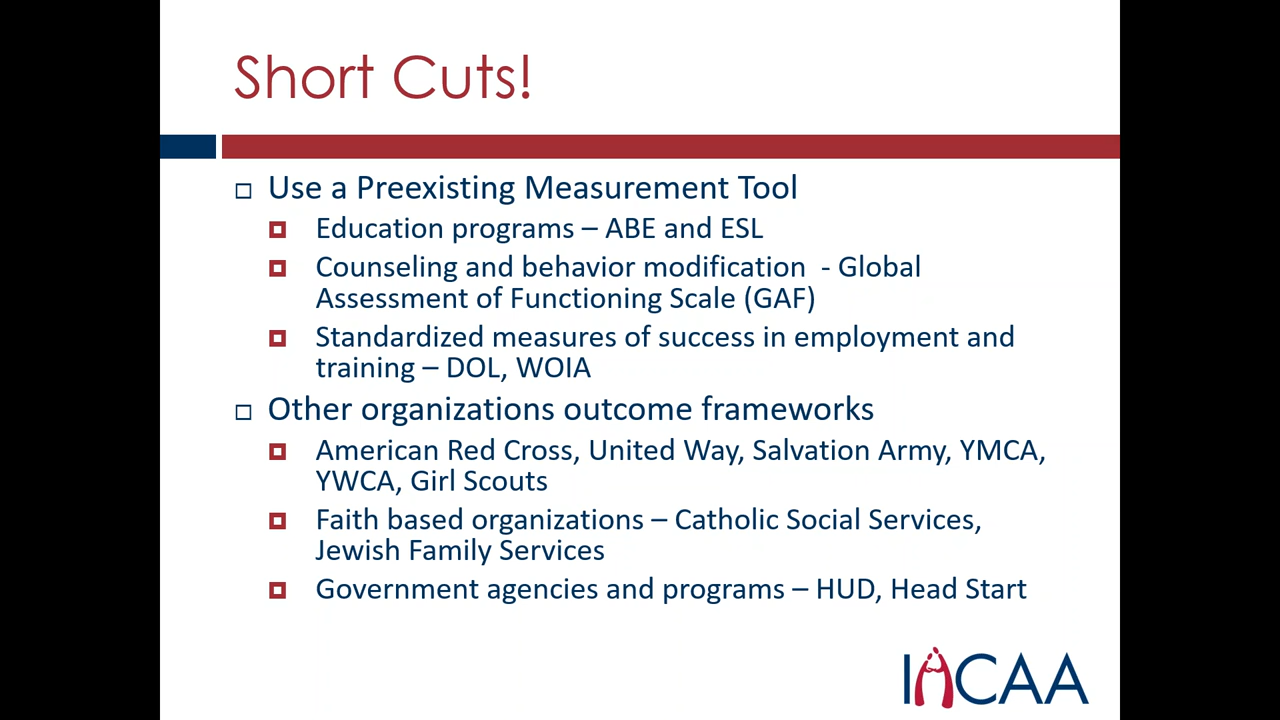 Short Cuts!
Use a Preexisting Measurement Tool
Education programs – ABE and ESL
Counseling and behavior modification  - Global
Assessment of Functioning Scale (GAF)
Standardized measures of success in employment and
training – DOL, WOIA
Other organizations outcome frameworks
American Red Cross, United Way, Salvation Army, YMCA,
YWCA, Girl Scouts
Faith based organizations – Catholic Social Services,
Jewish Family Services
Government agencies and programs – HUD, Head Start
IACAA